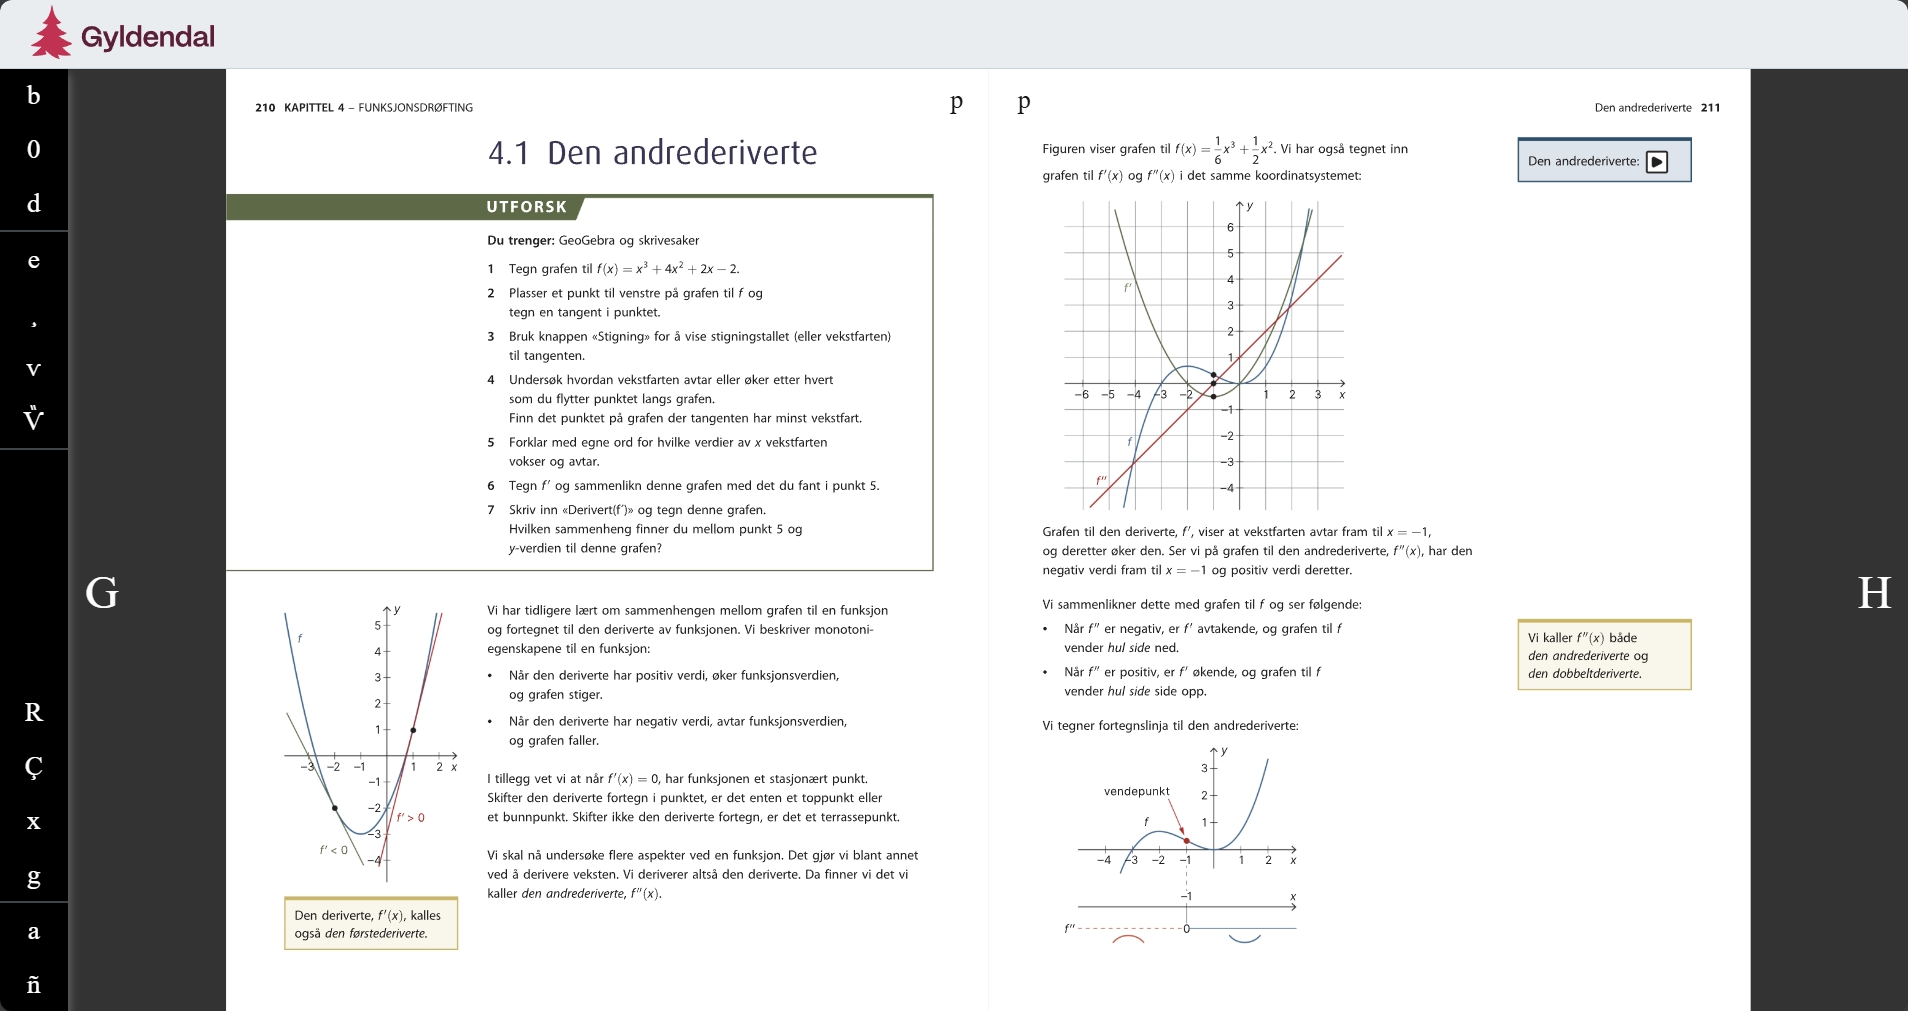 Gyldendal
b
0
d
e
¸
v
R
Ç
x
g
a
ñ
G
H
210 KAPITTEL 4 – FUNKSJONSDRØFTING
p
4.1 Den andrederiverte
UTFORSK
Du trenger: GeoGebra og skrivesaker
1 Tegn grafen til f(x) = x³ + 4x² + 2x − 2.
2 Plasser et punkt til venstre på grafen til f og
tegn en tangent i punktet.
3 Bruk knappen «Stigning» for å vise stigningstallet (eller vekstfarten)
til tangenten.
4 Undersøk hvordan vekstfarten avtar eller øker etter hvert
som du flytter punktet langs grafen.
Finn det punktet på grafen der tangenten har minst vekstfart.
5 Forklar med egne ord for hvilke verdier av x vekstfarten
vokser og avtar.
6 Tegn f′ og sammenlikn denne grafen med det du fant i punkt 5.
7 Skriv inn «Derivert(f′)» og tegn denne grafen.
Hvilken sammenheng finner du mellom punkt 5 og
y-verdien til denne grafen?
y
f
5
4
3
2
1
−3 −2 −1 1 2 x
−1
−2
−3
−4
f′ > 0
f′ < 0
Den deriverte, f′(x), kalles
også den førstederiverte.
Vi har tidligere lært om sammenhengen mellom grafen til en funksjon
og fortegnet til den deriverte av funksjonen. Vi beskriver monotoni-
egenskapene til en funksjon:
• Når den deriverte har positiv verdi, øker funksjonsverdien,
og grafen stiger.
• Når den deriverte har negativ verdi, avtar funksjonsverdien,
og grafen faller.
I tillegg vet vi at når f′(x) = 0, har funksjonen et stasjonært punkt.
Skifter den deriverte fortegn i punktet, er det enten et toppunkt eller
et bunnpunkt. Skifter ikke den deriverte fortegn, er det et terrassepunkt.
Vi skal nå undersøke flere aspekter ved en funksjon. Det gjør vi blant annet
ved å derivere veksten. Vi deriverer altså den deriverte. Da finner vi det vi
kaller den andrederiverte, f″(x).
p
Den andrederiverte 211
Figuren viser grafen til f(x) = 1/6 x³ + 1/2 x². Vi har også tegnet inn
grafen til f′(x) og f″(x) i det samme koordinatsystemet:
Den andrederiverte:
y
6
5
4
3
2
1
f′
−6 −5 −4 −3 −2 1 2 3 x
−1
−2
−3
−4
f
f″
Grafen til den deriverte, f′, viser at vekstfarten avtar fram til x = −1,
og deretter øker den. Ser vi på grafen til den andrederiverte, f″(x), har den
negativ verdi fram til x = −1 og positiv verdi deretter.
Vi sammenlikner dette med grafen til f og ser følgende:
• Når f″ er negativ, er f′ avtakende, og grafen til f
vender hul side ned.
• Når f″ er positiv, er f′ økende, og grafen til f
vender hul side side opp.
Vi kaller f″(x) både
den andrederiverte og
den dobbeltderiverte.
Vi tegner fortegnslinja til den andrederiverte:
y
3
2
1
vendepunkt
f
−4 −3 −2 −1 1 2 x
−1 x
f″ 0